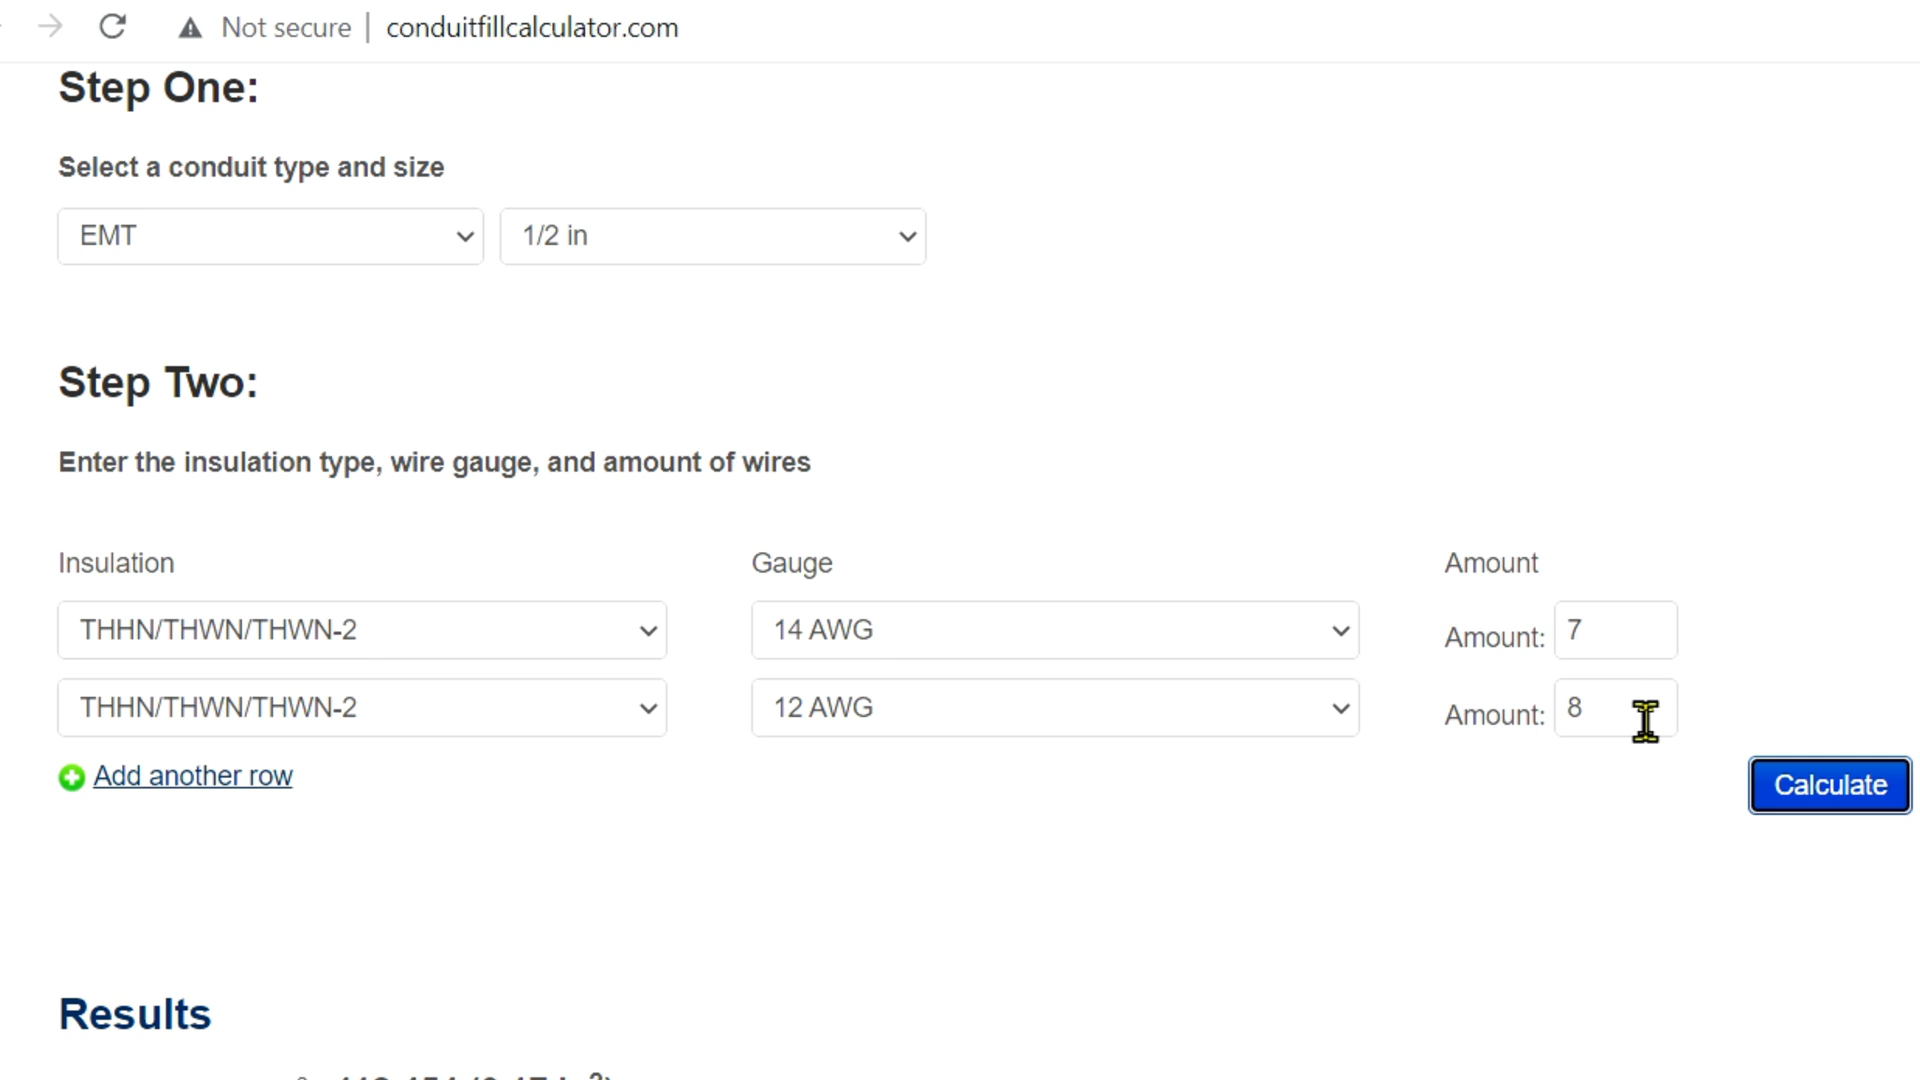 Not secure | conduitfillcalculator.com
Step One:
Select a conduit type and size
EMT 1/2 in
Step Two:
Enter the insulation type, wire gauge, and amount of wires
Insulation Gauge Amount
THHN/THWN/THWN-2 14 AWG Amount: 7
THHN/THWN/THWN-2 12 AWG Amount: 8
Add another row
Calculate
Results